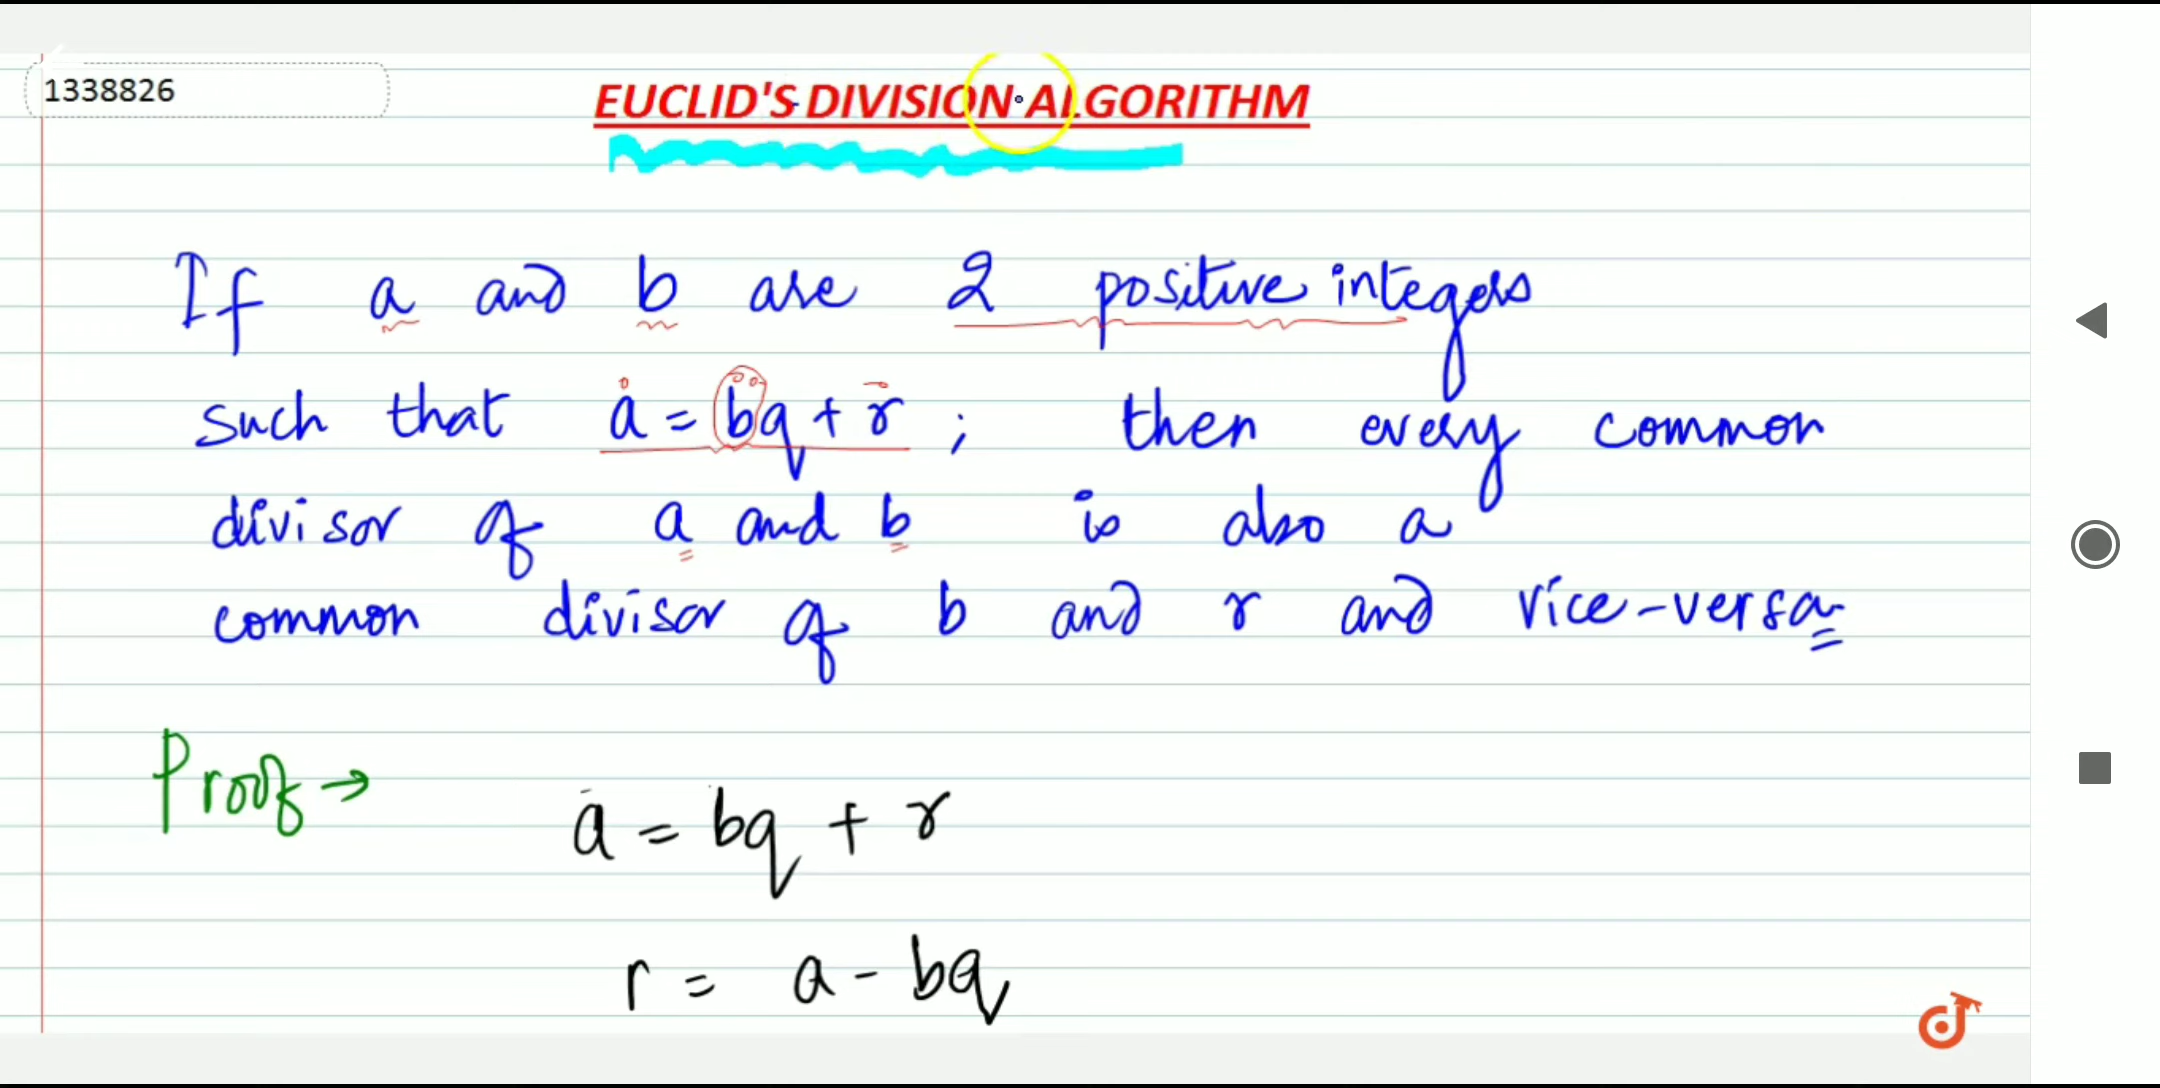 1338826
EUCLID'S DIVISION ALGORITHM
If a and b are 2 positive integers
such that a = bq + r ; then every common
divisor of a and b is also a
common divisor of b and r and vice-versa
Proof →
a = bq + r
r = a - bq